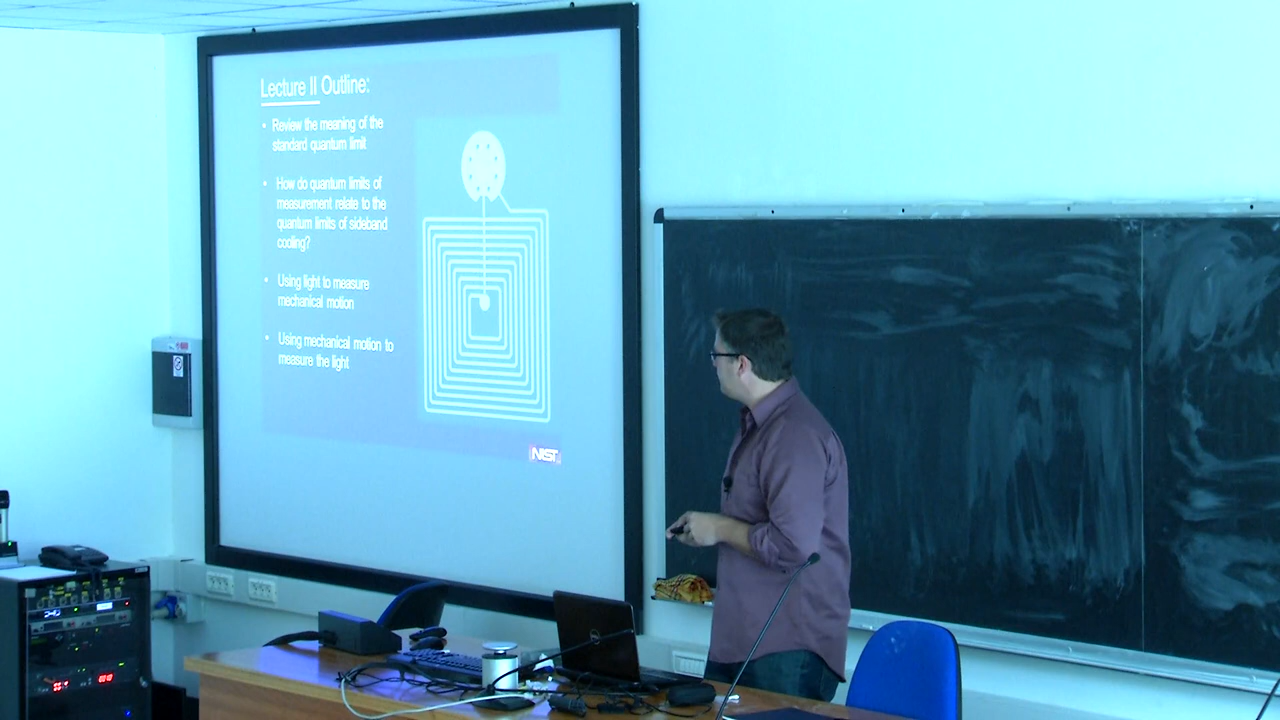 Lecture II Outline:
• Review the meaning of the
standard quantum limit
• How do quantum limits of
measurement relate to the
quantum limits of sideband
cooling?
• Using light to measure
mechanical motion
• Using mechanical motion to
measure the light
NIST
DELL